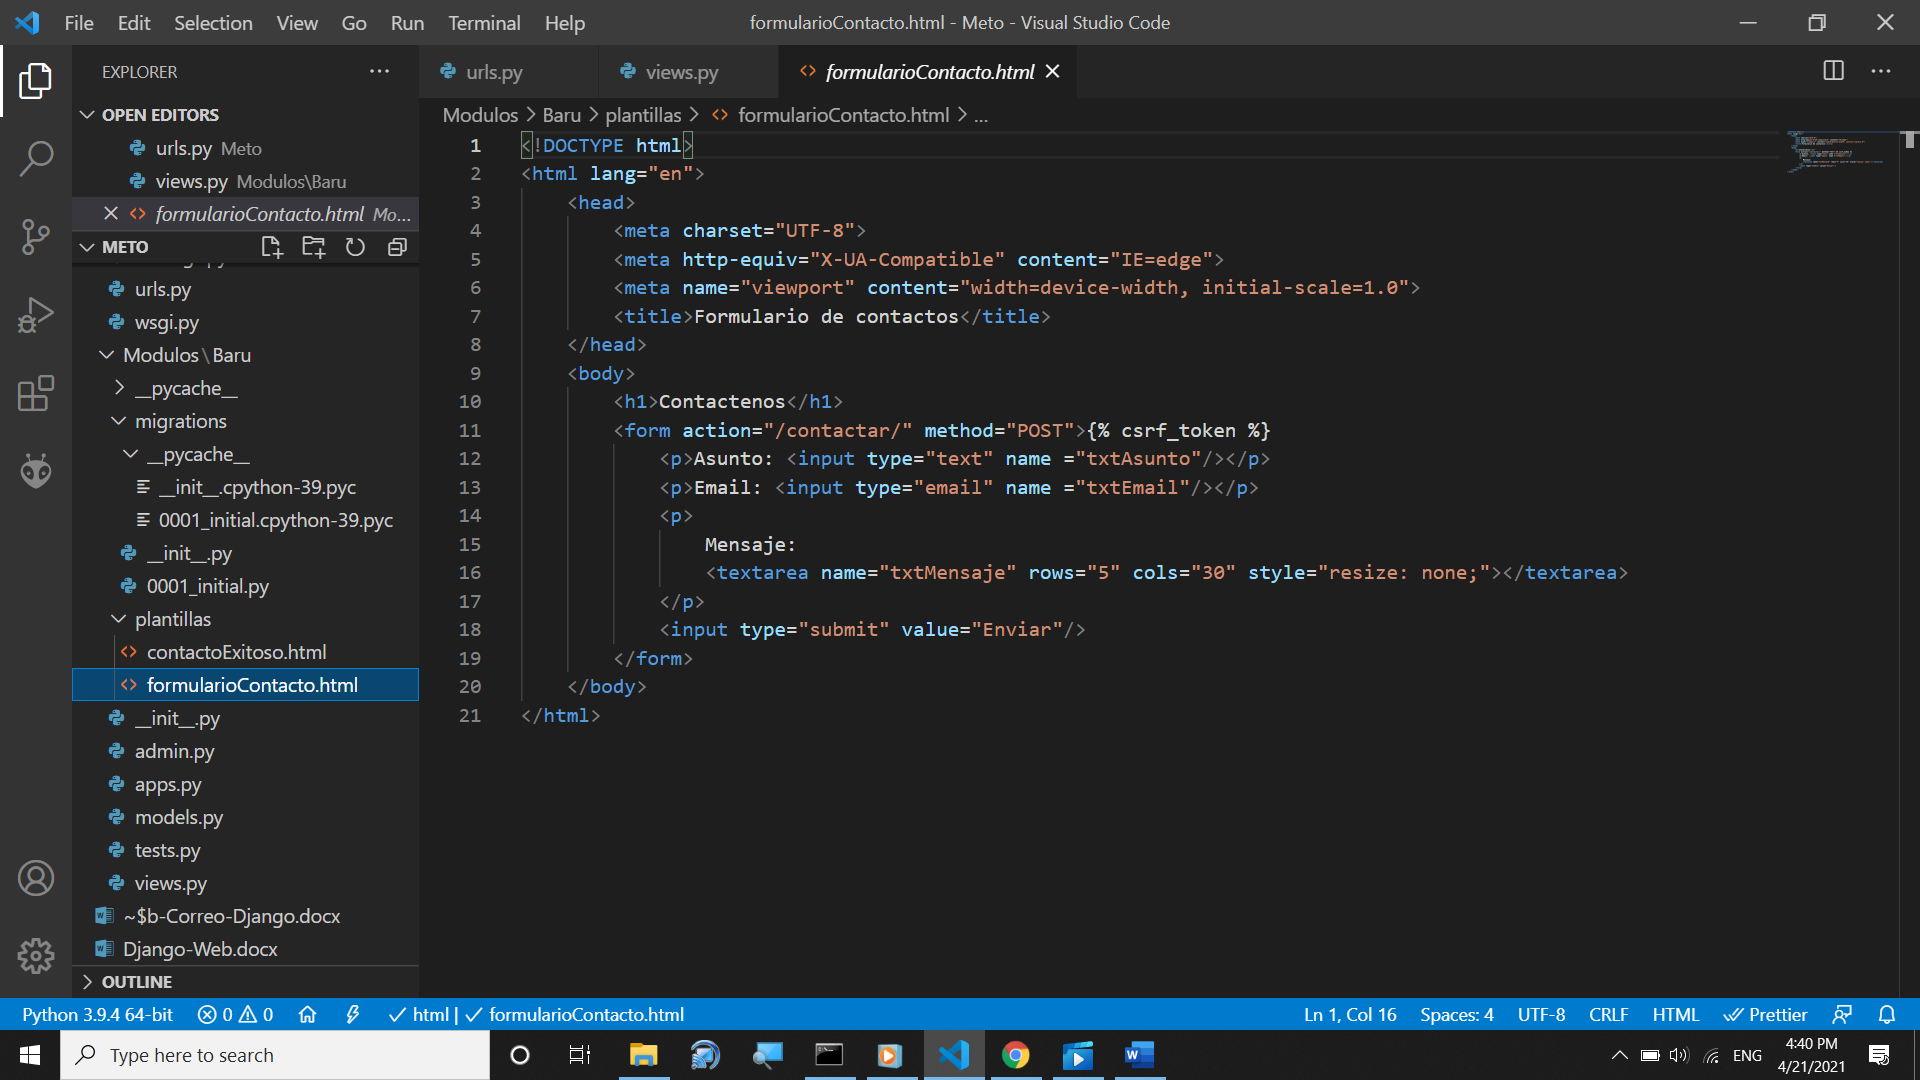 File Edit Selection View Go Run Terminal Help
formularioContacto.html - Meto - Visual Studio Code
EXPLORER
OPEN EDITORS
urls.py Meto
views.py Modulos\Baru
formularioContacto.html Mo...
METO
urls.py
wsgi.py
Modulos\Baru
__pycache__
migrations
__pycache__
__init__.cpython-39.pyc
0001_initial.cpython-39.pyc
__init__.py
0001_initial.py
plantillas
contactoExitoso.html
formularioContacto.html
__init__.py
admin.py
apps.py
models.py
tests.py
views.py
~$b-Correo-Django.docx
Django-Web.docx
OUTLINE
urls.py views.py formularioContacto.html
Modulos > Baru > plantillas > formularioContacto.html > ...
1 <!DOCTYPE html>
2 <html lang="en">
3 <head>
4 <meta charset="UTF-8">
5 <meta http-equiv="X-UA-Compatible" content="IE=edge">
6 <meta name="viewport" content="width=device-width, initial-scale=1.0">
7 <title>Formulario de contactos</title>
8 </head>
9 <body>
10 <h1>Contactenos</h1>
11 <form action="/contactar/" method="POST">{% csrf_token %}
12 <p>Asunto: <input type="text" name ="txtAsunto"/></p>
13 <p>Email: <input type="email" name ="txtEmail"/></p>
14 <p>
15 Mensaje:
16 <textarea name="txtMensaje" rows="5" cols="30" style="resize: none;"></textarea>
17 </p>
18 <input type="submit" value="Enviar"/>
19 </form>
20 </body>
21 </html>
Python 3.9.4 64-bit 0 0 html | formularioContacto.html Ln 1, Col 16 Spaces: 4 UTF-8 CRLF HTML Prettier
Type here to search
ENG
4:40 PM
4/21/2021